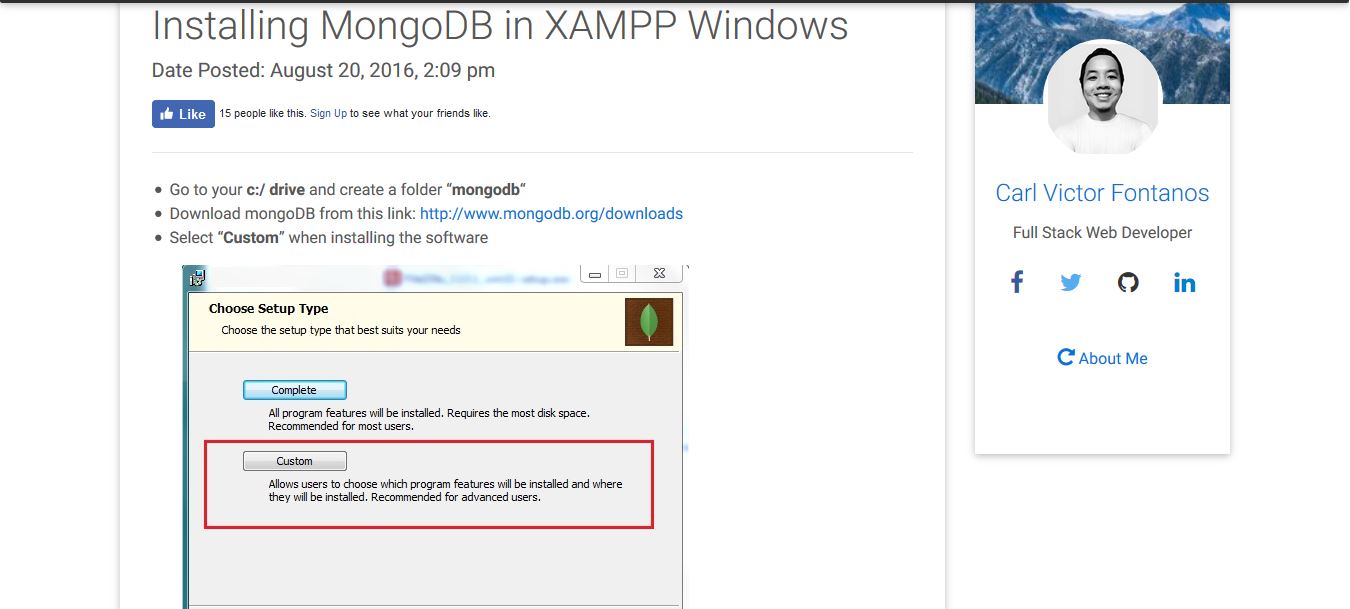 Installing MongoDB in XAMPP Windows
Date Posted: August 20, 2016, 2:09 pm
Like 15 people like this. Sign Up to see what your friends like.
Go to your c:/ drive and create a folder “mongodb“
Download mongoDB from this link: http://www.mongodb.org/downloads
Select “Custom” when installing the software
Choose Setup Type
Choose the setup type that best suits your needs
Complete
All program features will be installed. Requires the most disk space.
Recommended for most users.
Custom
Allows users to choose which program features will be installed and where
they will be installed. Recommended for advanced users.
Carl Victor Fontanos
Full Stack Web Developer
About Me